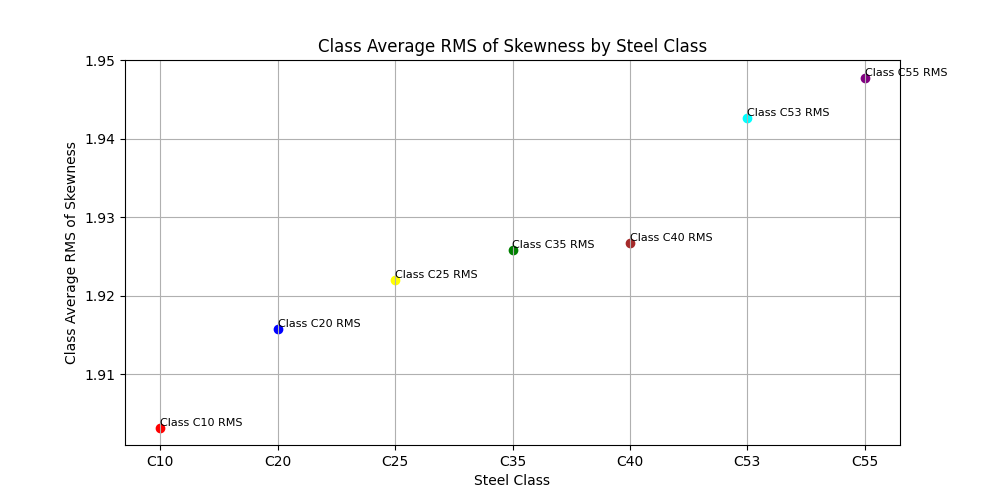 Class Average RMS of Skewness by Steel Class
1.95
1.94
1.93
1.92
1.91
Class Average RMS of Skewness
Class C55 RMS
Class C53 RMS
Class C40 RMS
Class C35 RMS
Class C25 RMS
Class C20 RMS
Class C10 RMS
C10 C20 C25 C35 C40 C53 C55
Steel Class